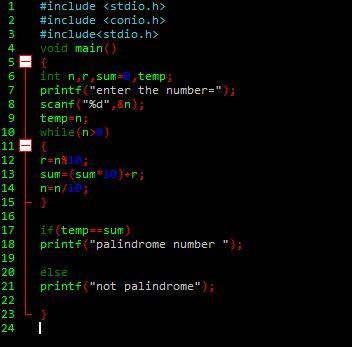 1 #include <stdio.h>
2 #include <conio.h>
3 #include<stdio.h>
4 void main()
5 {
6 int n,r,sum=0,temp;
7 printf("enter the number=");
8 scanf("%d",&n);
9 temp=n;
10 while(n>0)
11 {
12 r=n%10;
13 sum=(sum*10)+r;
14 n=n/10;
15 }
16
17 if(temp==sum)
18 printf("palindrome number ");
19
20 else
21 printf("not palindrome");
22
23 }
24